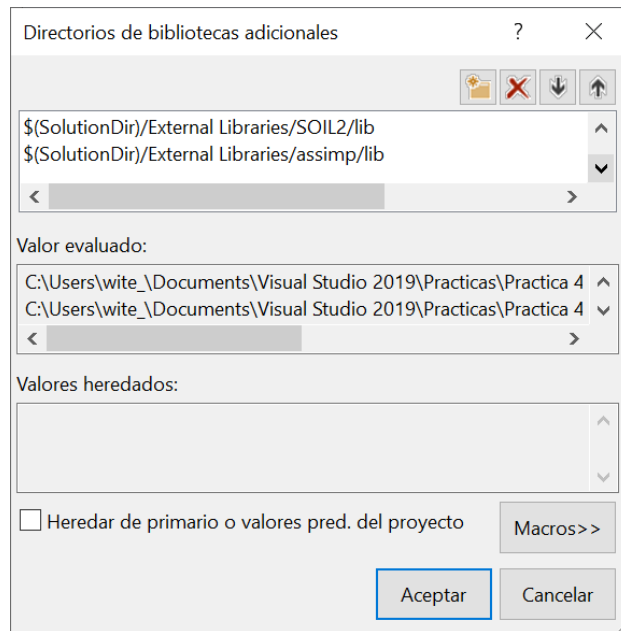 Directorios de bibliotecas adicionales
$(SolutionDir)/External Libraries/SOIL2/lib
$(SolutionDir)/External Libraries/assimp/lib
Valor evaluado:
C:\Users\wite_\Documents\Visual Studio 2019\Practicas\Practica 4
C:\Users\wite_\Documents\Visual Studio 2019\Practicas\Practica 4
Valores heredados:
Heredar de primario o valores pred. del proyecto
Macros>>
Aceptar
Cancelar